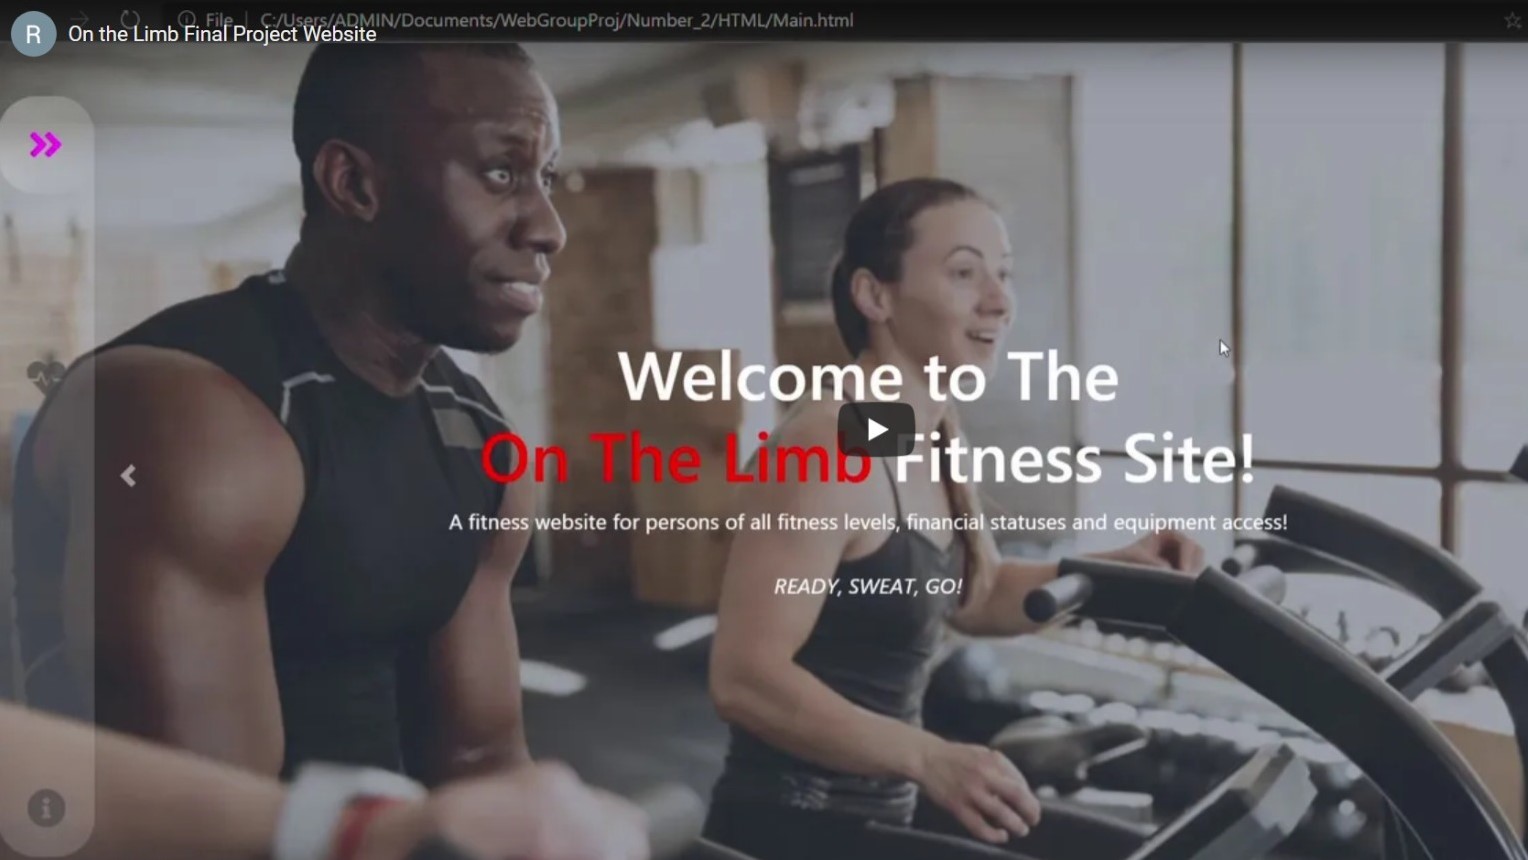 File | C:/Users/ADMIN/Documents/WebGroupProj/Number_2/HTML/Main.html
R On the Limb Final Project Website
Welcome to The
On The Limb Fitness Site!
A fitness website for persons of all fitness levels, financial statuses and equipment access!
READY, SWEAT, GO!